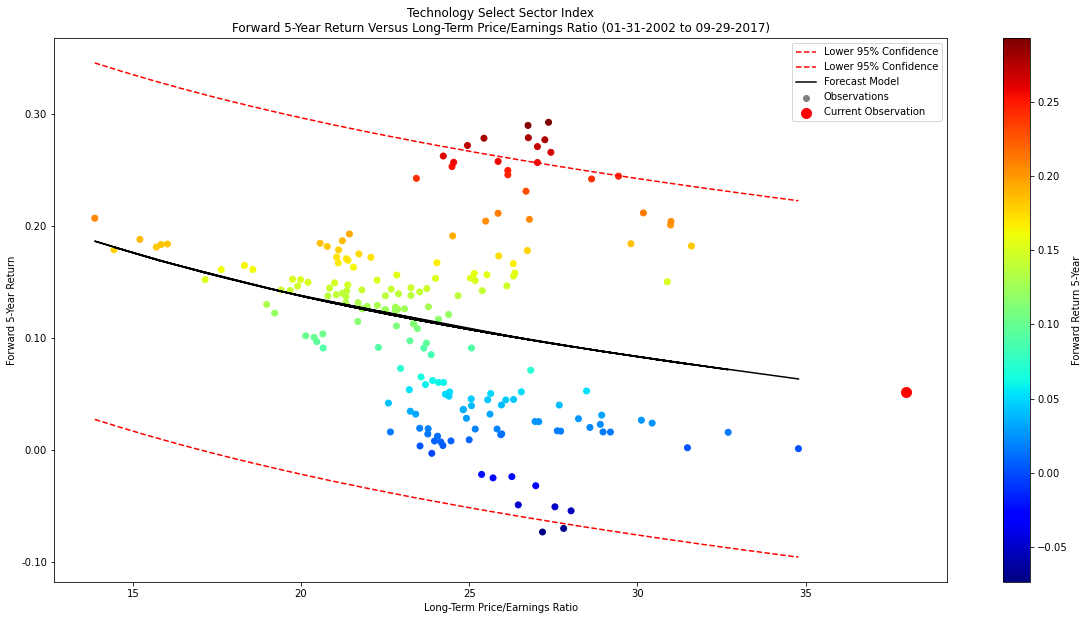 Technology Select Sector Index
Forward 5-Year Return Versus Long-Term Price/Earnings Ratio (01-31-2002 to 09-29-2017)
Lower 95% Confidence
Lower 95% Confidence
Forecast Model
Observations
Current Observation
Forward 5-Year Return
0.30
0.20
0.10
0.00
-0.10
15
20
25
30
35
Long-Term Price/Earnings Ratio
0.25
0.20
0.15
0.10
0.05
0.00
−0.05
Forward Return 5-Year